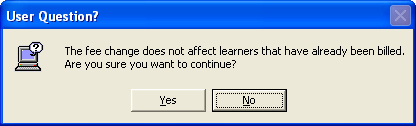 User Question?
The fee change does not affect learners that have already been billed.
Are you sure you want to continue?
Yes
No